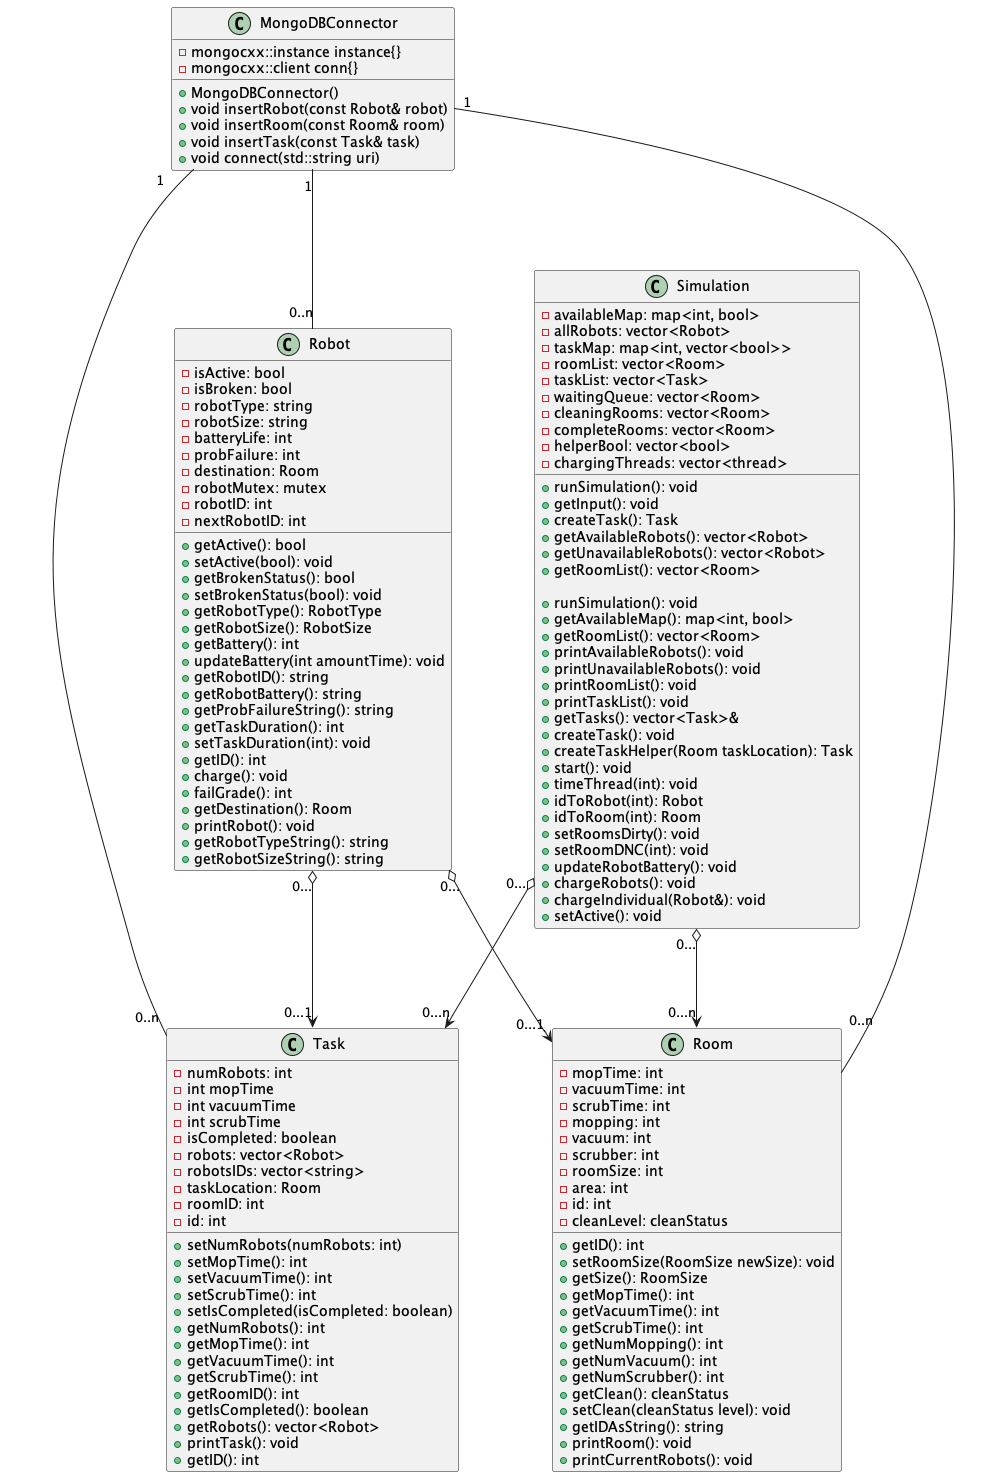 C MongoDBConnector
mongocxx::instance instance{}
mongocxx::client conn{}
MongoDBConnector()
void insertRobot(const Robot& robot)
void insertRoom(const Room& room)
void insertTask(const Task& task)
void connect(std::string uri)
1
1
1
0..n
C Robot
isActive: bool
isBroken: bool
robotType: string
robotSize: string
batteryLife: int
probFailure: int
destination: Room
robotMutex: mutex
robotID: int
nextRobotID: int
getActive(): bool
setActive(bool): void
getBrokenStatus(): bool
setBrokenStatus(bool): void
getRobotType(): RobotType
getRobotSize(): RobotSize
getBattery(): int
updateBattery(int amountTime): void
getRobotID(): string
getRobotBattery(): string
getProbFailureString(): string
getTaskDuration(): int
setTaskDuration(int): void
getID(): int
charge(): void
failGrade(): int
getDestination(): Room
printRobot(): void
getRobotTypeString(): string
getRobotSizeString(): string
C Simulation
availableMap: map<int, bool>
allRobots: vector<Robot>
taskMap: map<int, vector<bool>>
roomList: vector<Room>
taskList: vector<Task>
waitingQueue: vector<Room>
cleaningRooms: vector<Room>
completeRooms: vector<Room>
helperBool: vector<bool>
chargingThreads: vector<thread>
runSimulation(): void
getInput(): void
createTask(): Task
getAvailableRobots(): vector<Robot>
getUnavailableRobots(): vector<Robot>
getRoomList(): vector<Room>
runSimulation(): void
getAvailableMap(): map<int, bool>
getRoomList(): vector<Room>
printAvailableRobots(): void
printUnavailableRobots(): void
printRoomList(): void
printTaskList(): void
getTasks(): vector<Task>&
createTask(): void
createTaskHelper(Room taskLocation): Task
start(): void
timeThread(int): void
idToRobot(int): Robot
idToRoom(int): Room
setRoomsDirty(): void
setRoomDNC(int): void
updateRobotBattery(): void
chargeRobots(): void
chargeIndividual(Robot&): void
setActive(): void
0...
0...
0...
0...
0..n
0...1
0...n
0...1
0...n
0..n
C Task
numRobots: int
int mopTime
int vacuumTime
int scrubTime
isCompleted: boolean
robots: vector<Robot>
robotsIDs: vector<string>
taskLocation: Room
roomID: int
id: int
setNumRobots(numRobots: int)
setMopTime(): int
setVacuumTime(): int
setScrubTime(): int
setIsCompleted(isCompleted: boolean)
getNumRobots(): int
getMopTime(): int
getVacuumTime(): int
getScrubTime(): int
getRoomID(): int
getIsCompleted(): boolean
getRobots(): vector<Robot>
printTask(): void
getID(): int
C Room
mopTime: int
vacuumTime: int
scrubTime: int
mopping: int
vacuum: int
scrubber: int
roomSize: int
area: int
id: int
cleanLevel: cleanStatus
getID(): int
setRoomSize(RoomSize newSize): void
getSize(): RoomSize
getMopTime(): int
getVacuumTime(): int
getScrubTime(): int
getNumMopping(): int
getNumVacuum(): int
getNumScrubber(): int
getClean(): cleanStatus
setClean(cleanStatus level): void
getIDAsString(): string
printRoom(): void
printCurrentRobots(): void